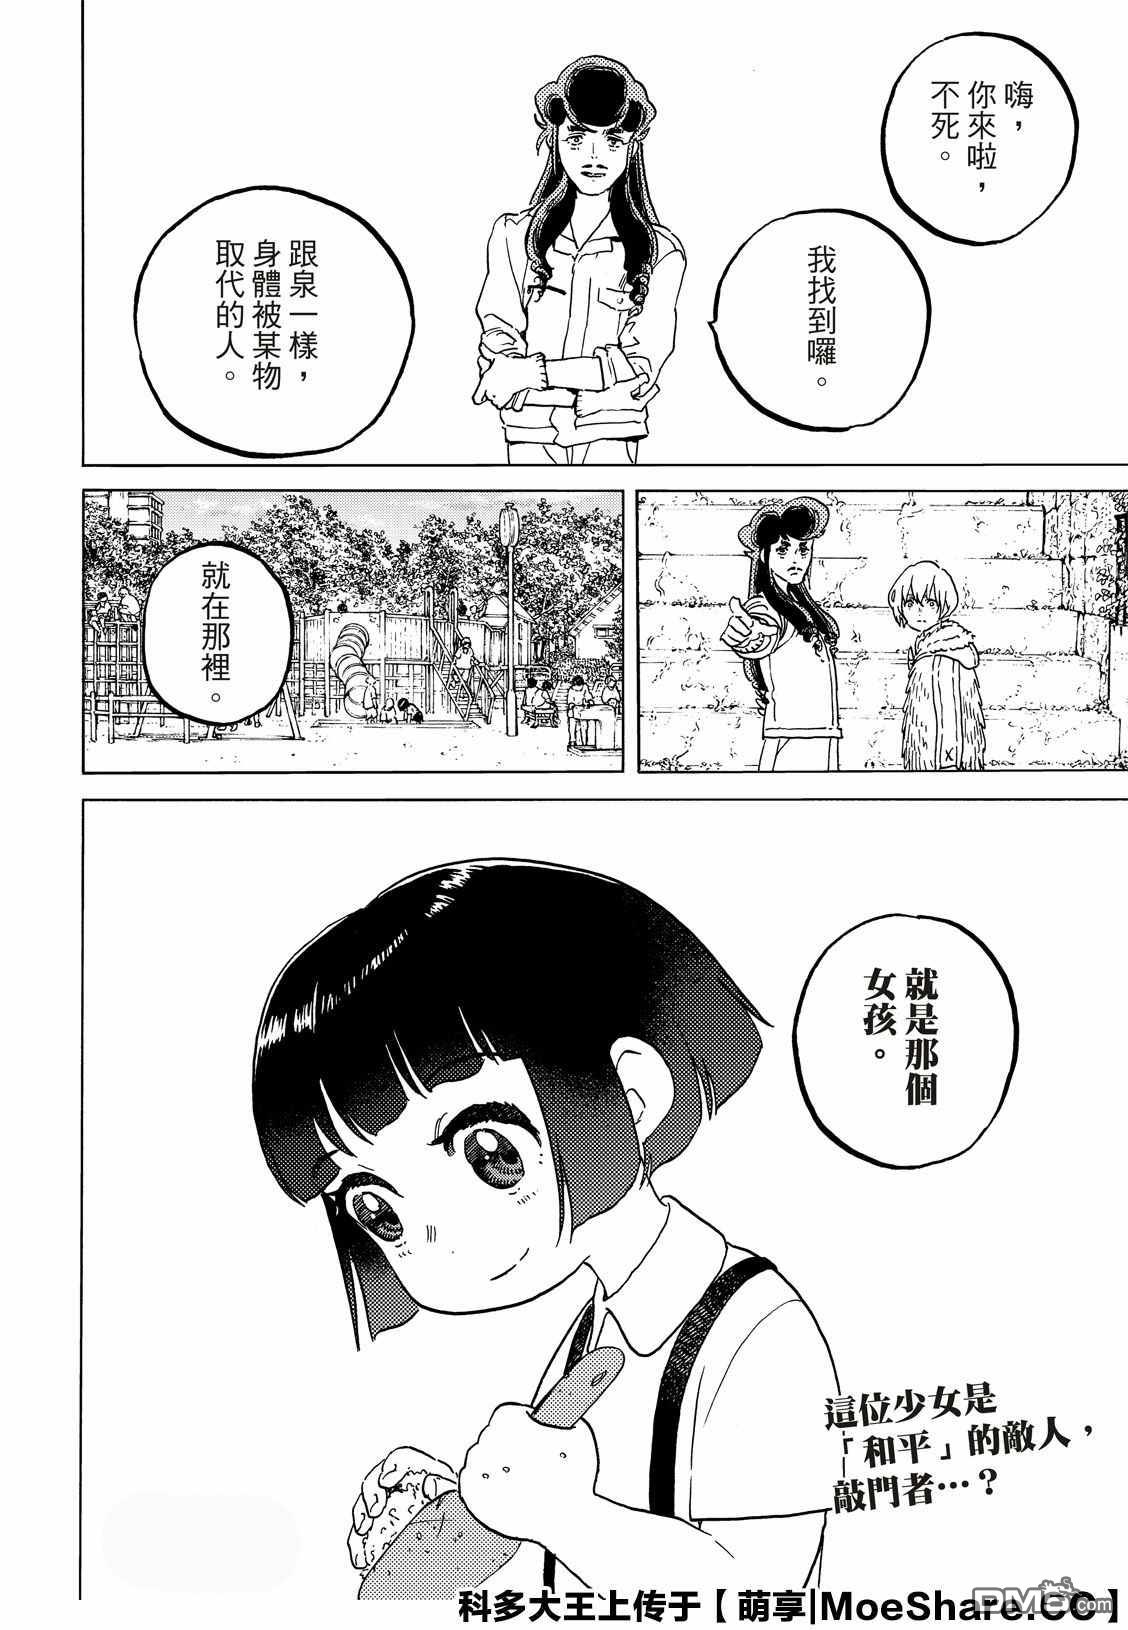 嗨，
你來啦，
不死。
我找到囉。
跟泉一樣，
身體被某物
取代的人。
就在那裡。
就是那個
女孩。
這位少女是
「和平」的敵人，
敲門者…？
科多大王上传于【萌享|MoeShare.CC】